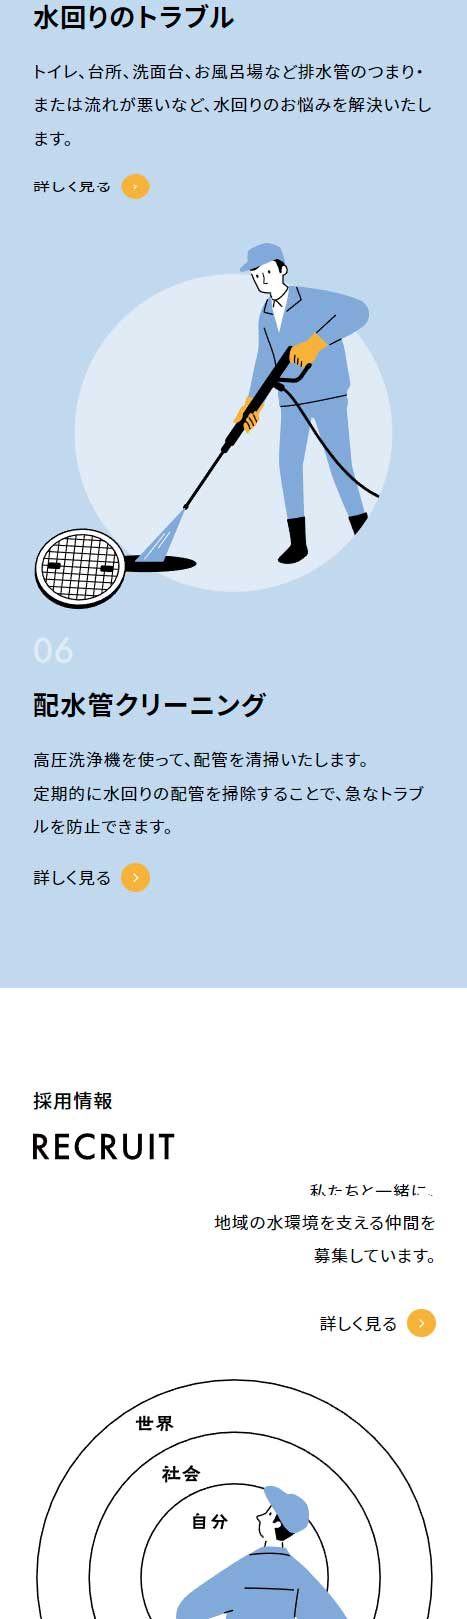 水回りのトラブル
トイレ、台所、洗面台、お風呂場など排水管のつまり・
または流れが悪いなど、水回りのお悩みを解決いたし
ます。
詳しく見る
06
配水管クリーニング
高圧洗浄機を使って、配管を清掃いたします。
定期的に水回りの配管を掃除することで、急なトラブ
ルを防止できます。
詳しく見る
採用情報
RECRUIT
私たちと一緒に、
地域の水環境を支える仲間を
募集しています。
詳しく見る
世界
社会
自分